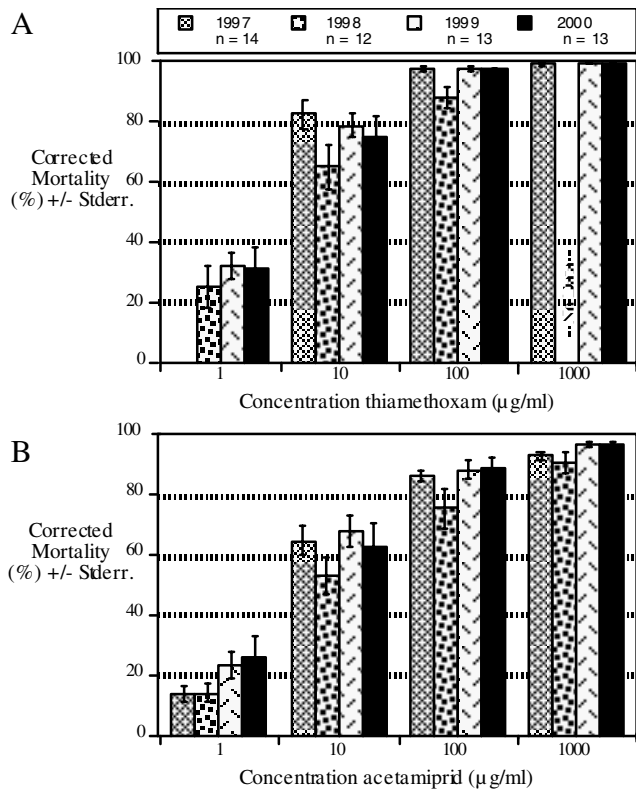 A
1997 1998 1999 2000
n = 14 n = 12 n = 13 n = 13
100
80
60
40
20
0
Corrected
Mortality
(%) +/- Stderr.
1 10 100 1000
Concentration thiamethoxam (µg/ml)
B
100
80
60
40
20
0
Corrected
Mortality
(%) +/- Stderr.
1 10 100 1000
Concentration acetamiprid (µg/ml)